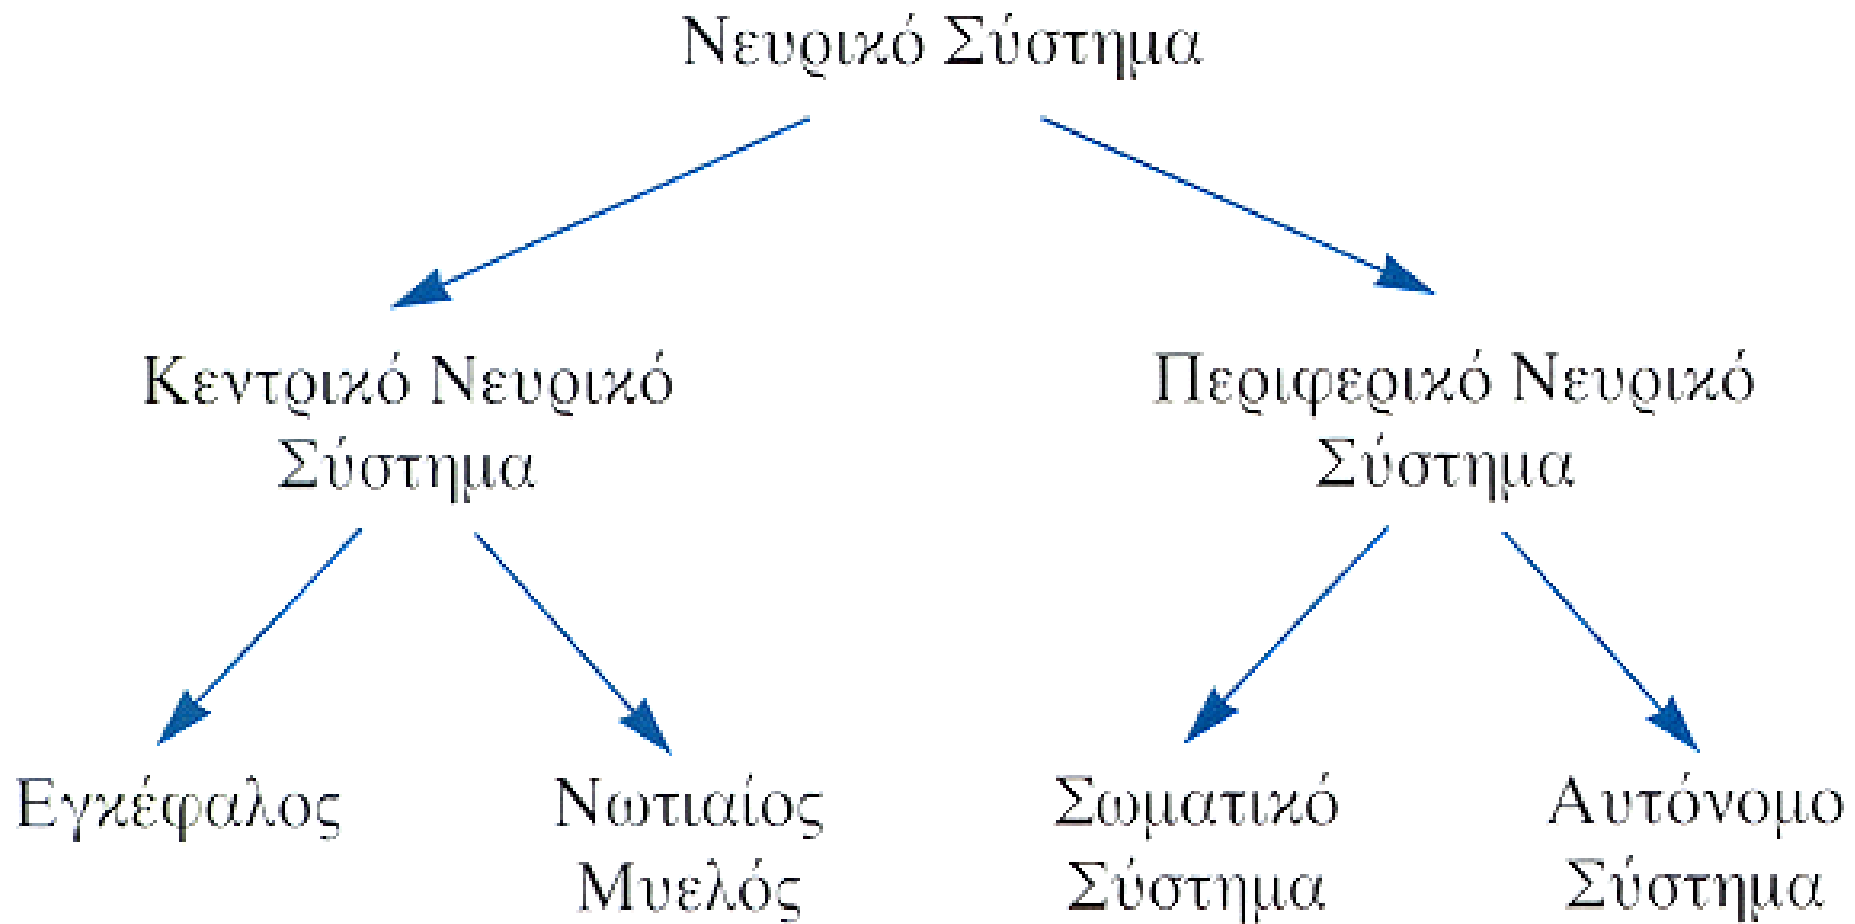 Νευρικό Σύστημα
Κεντρικό Νευρικό
Σύστημα
Περιφερικό Νευρικό
Σύστημα
Εγκέφαλος
Νωτιαίος
Μυελός
Σωματικό
Σύστημα
Αυτόνομο
Σύστημα